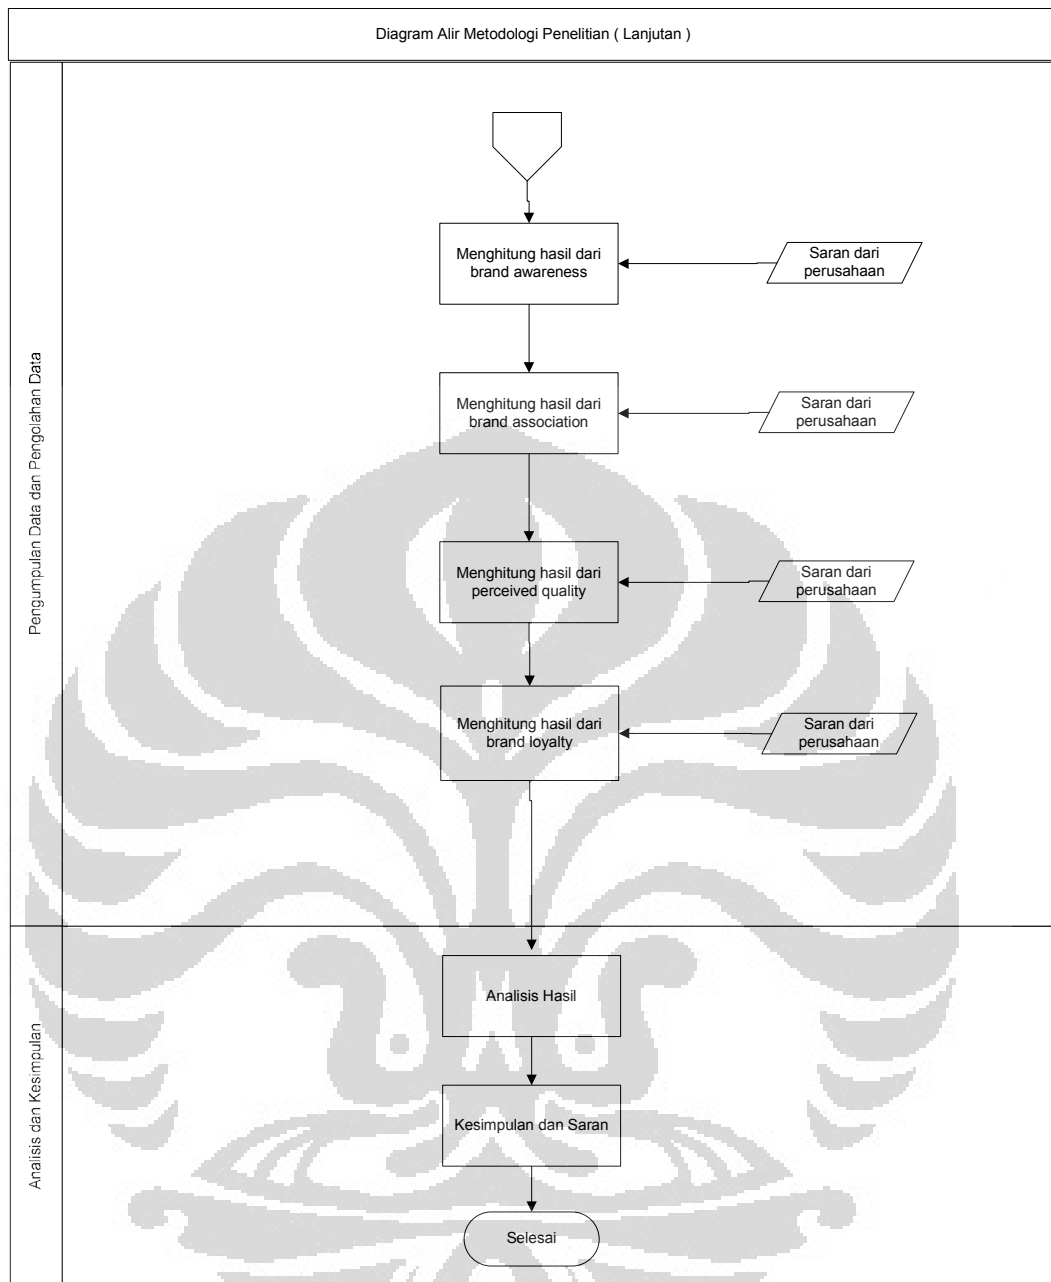 Diagram Alir Metodologi Penelitian ( Lanjutan )
Pengumpulan Data dan Pengolahan Data
Menghitung hasil dari
brand awareness
Saran dari
perusahaan
Menghitung hasil dari
brand association
Saran dari
perusahaan
Menghitung hasil dari
perceived quality
Saran dari
perusahaan
Menghitung hasil dari
brand loyalty
Saran dari
perusahaan
Analisis dan Kesimpulan
Analisis Hasil
Kesimpulan dan Saran
Selesai